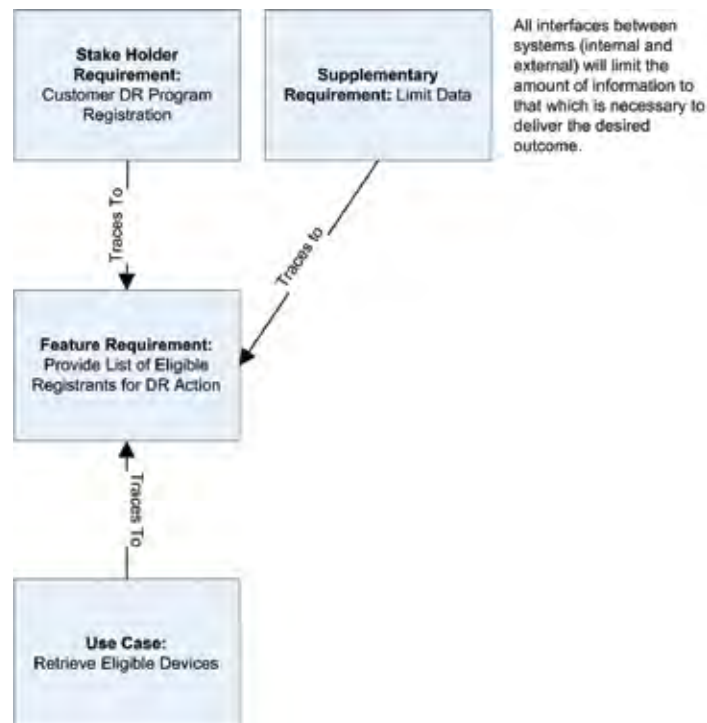 Stake Holder
Requirement:
Customer DR Program
Registration
Supplementary
Requirement: Limit Data
All interfaces between
systems (internal and
external) will limit the
amount of information to
that which is necessary to
deliver the desired
outcome.
Traces To
Traces to
Feature Requirement:
Provide List of Eligible
Registrants for DR Action
Traces To
Use Case:
Retrieve Eligible Devices